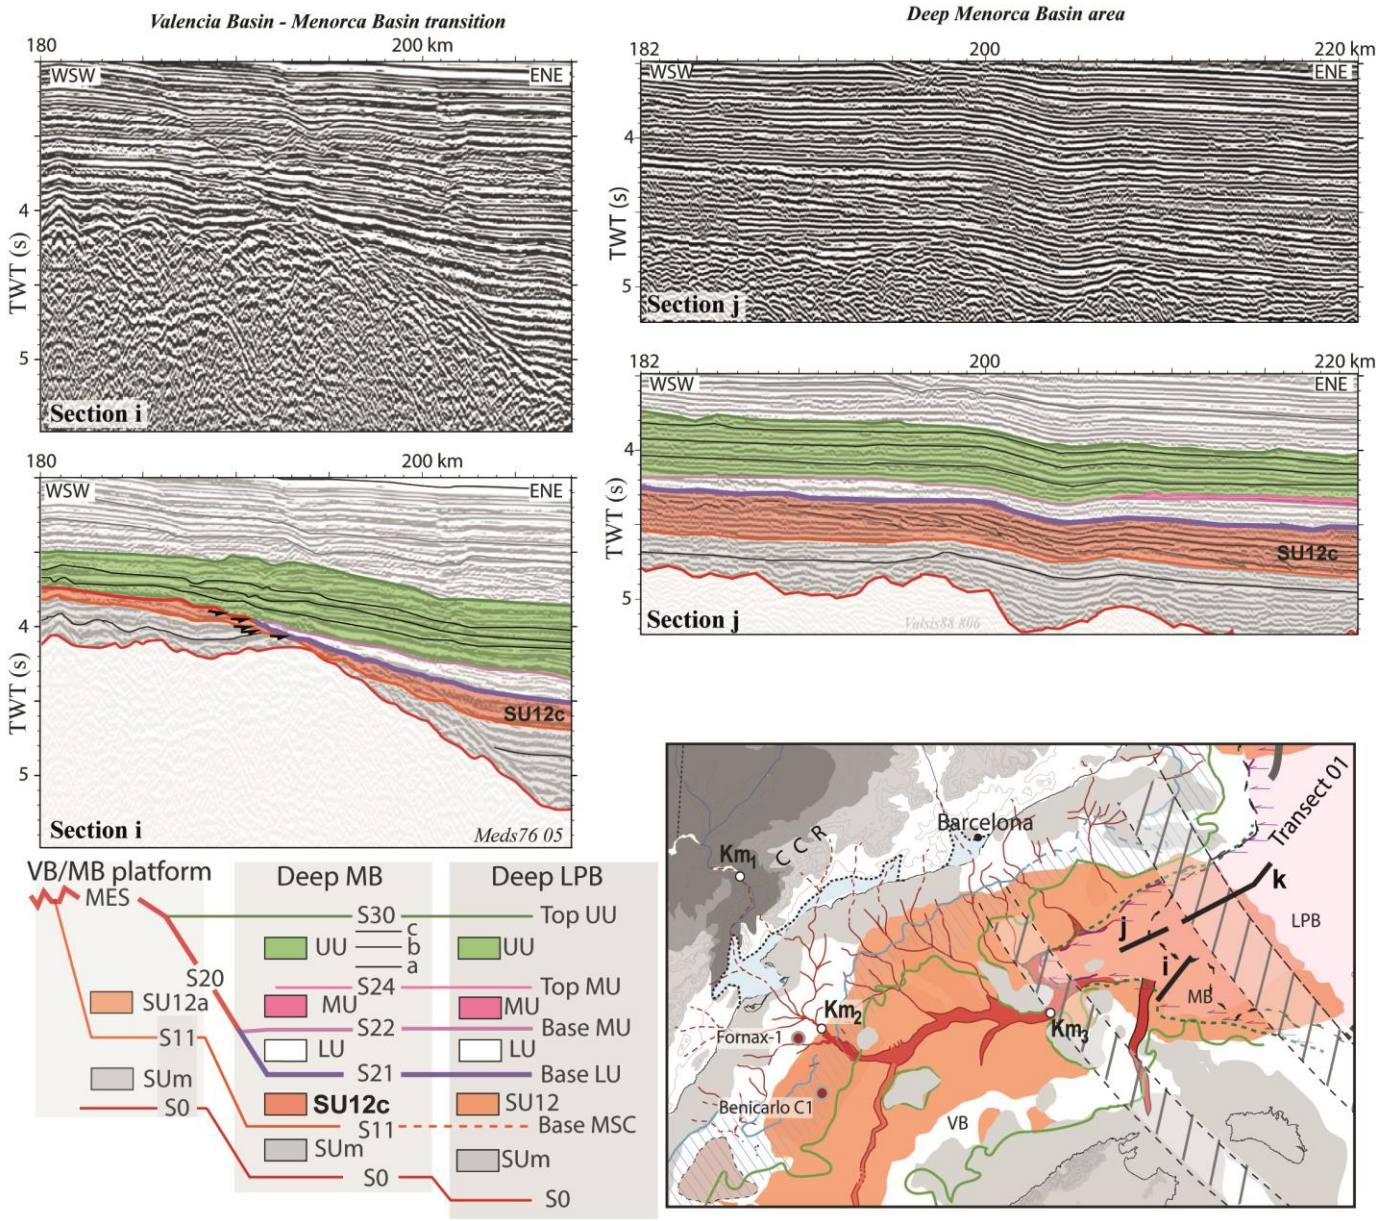 Valencia Basin - Menorca Basin transition
180
200 km
WSW
ENE
TWT (s)
4
5
Section i
Deep Menorca Basin area
182
200
220 km
WSW
ENE
TWT (s)
4
5
Section j
180
200 km
WSW
ENE
TWT (s)
4
5
SU12c
Section i
Meds76 05
182
200
220 km
WSW
ENE
TWT (s)
4
5
SU12c
Section j
Valsis88 806
VB/MB platform
Deep MB
Deep LPB
MES
S30
Top UU
c
b
a
UU
UU
S20
S24
Top MU
SU12a
MU
MU
S22
Base MU
S11
LU
LU
S21
Base LU
SUm
SU12c
SU12
S0
S11
Base MSC
SUm
SUm
S0
S0
Barcelona
CCR
Km1
Transect 01
k
LPB
j
i
MB
Km2
Km3
Fornax-1
Benicarlo C1
VB